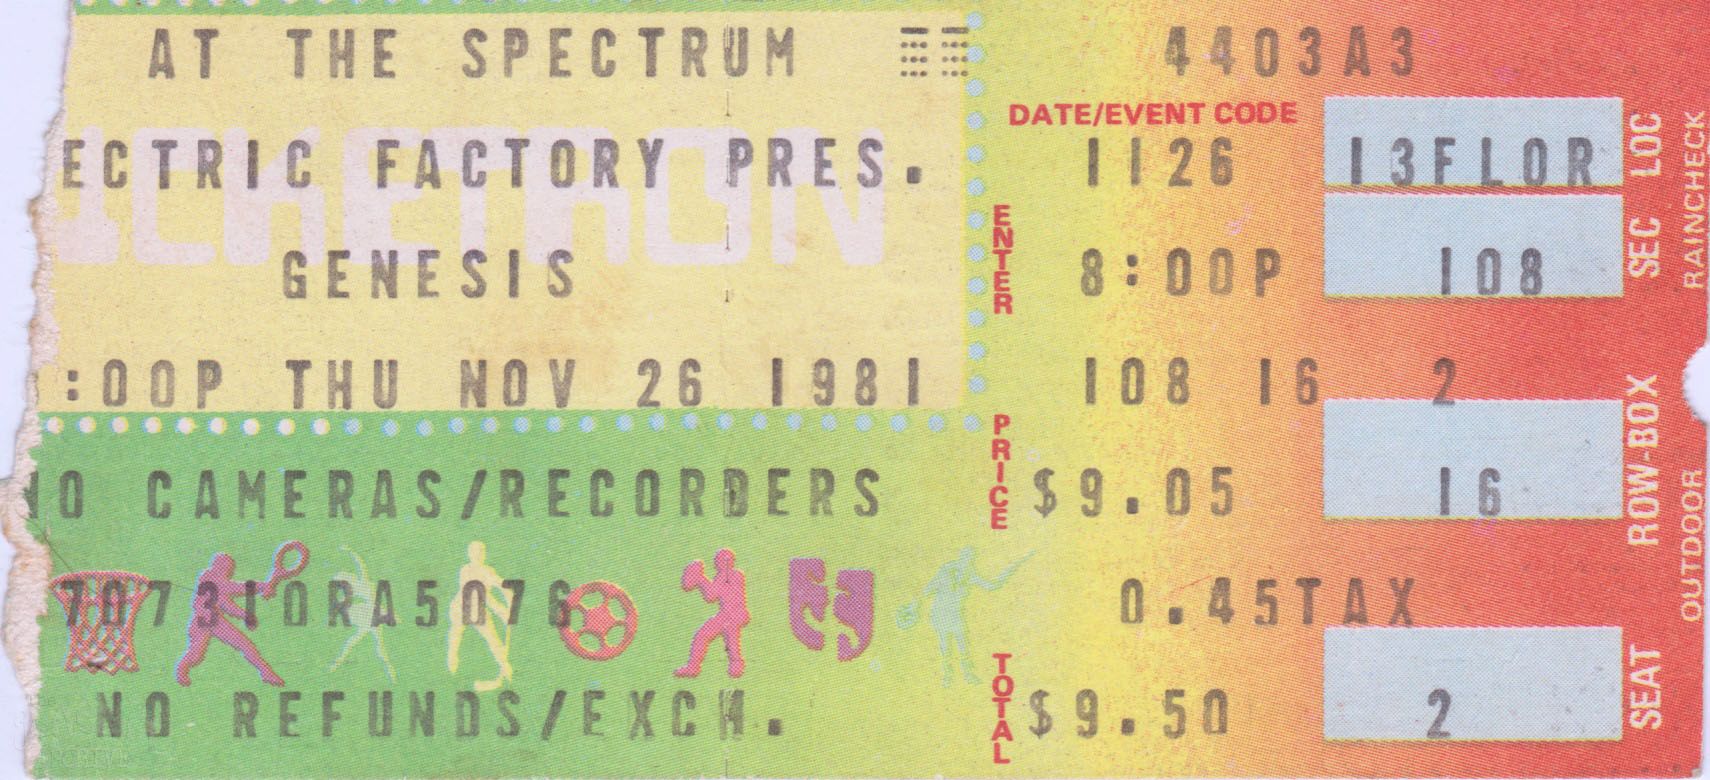 AT THE SPECTRUM
ECTRIC FACTORY PRES.
ICKETRON
GENESIS
:00P THU NOV 26 1981
NO CAMERAS/RECORDERS
707310RA5076
NO REFUNDS/EXCH.
4403A3
DATE/EVENT CODE
1126
ENTER
8:00P
108 16 2
PRICE
$9.05
0.45TAX
TOTAL
$9.50
13FLOR
108
16
2
LOC
SEC
ROW-BOX
SEAT
RAINCHECK
OUTDOOR